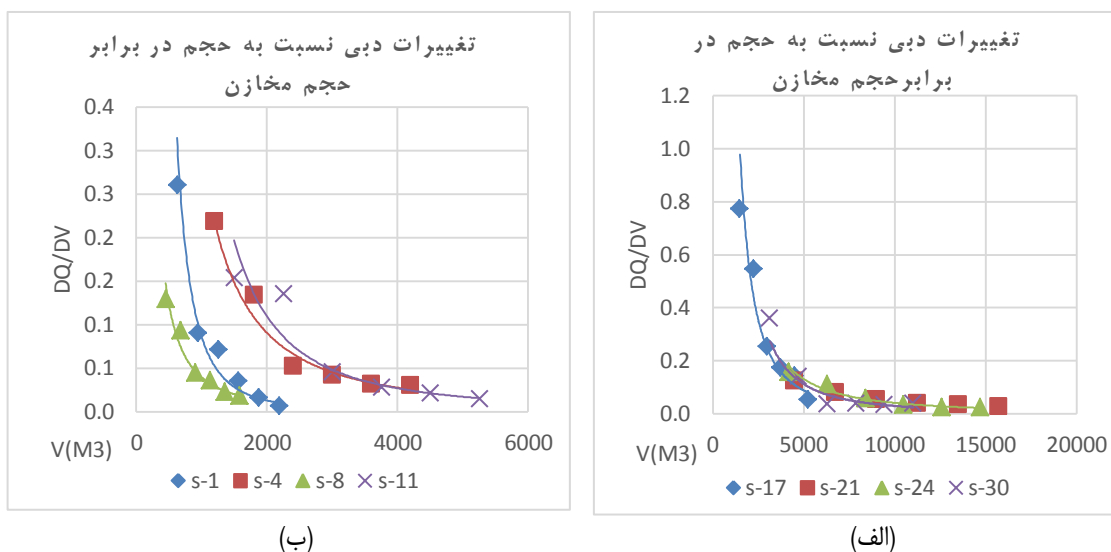 تغییرات دبی نسبت به حجم در
برابرحجم مخازن
1.2
1.0
0.8
0.6
0.4
0.2
0.0
DQ/DV
0 5000 10000 15000 20000
V(M3)
s-17 s-21 s-24 s-30
(الف)
تغییرات دبی نسبت به حجم در برابر
حجم مخازن
0.4
0.3
0.3
0.2
0.2
0.1
0.1
0.0
DQ/DV
0 2000 4000 6000
V(M3)
s-1 s-4 s-8 s-11
(ب)